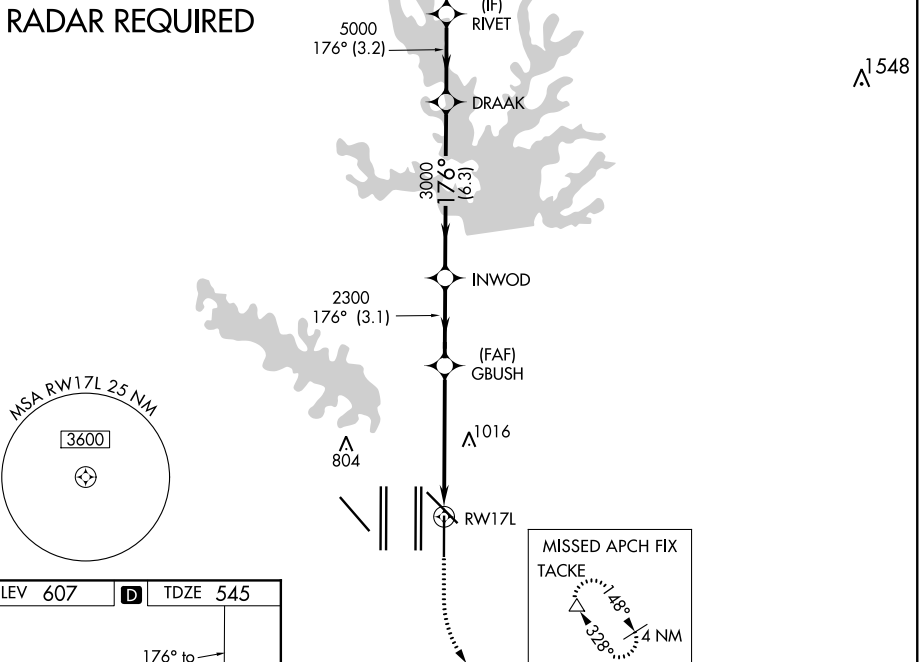 RADAR REQUIRED
(IF)
RIVET
5000
176° (3.2)
1548
DRAAK
3000
176°
(6.3)
INWOD
2300
176° (3.1)
(FAF)
GBUSH
MSA RW17L 25 NM
3600
1016
804
RW17L
MISSED APCH FIX
TACKE
148°
328°
4 NM
LEV 607 D TDZE 545
176° to